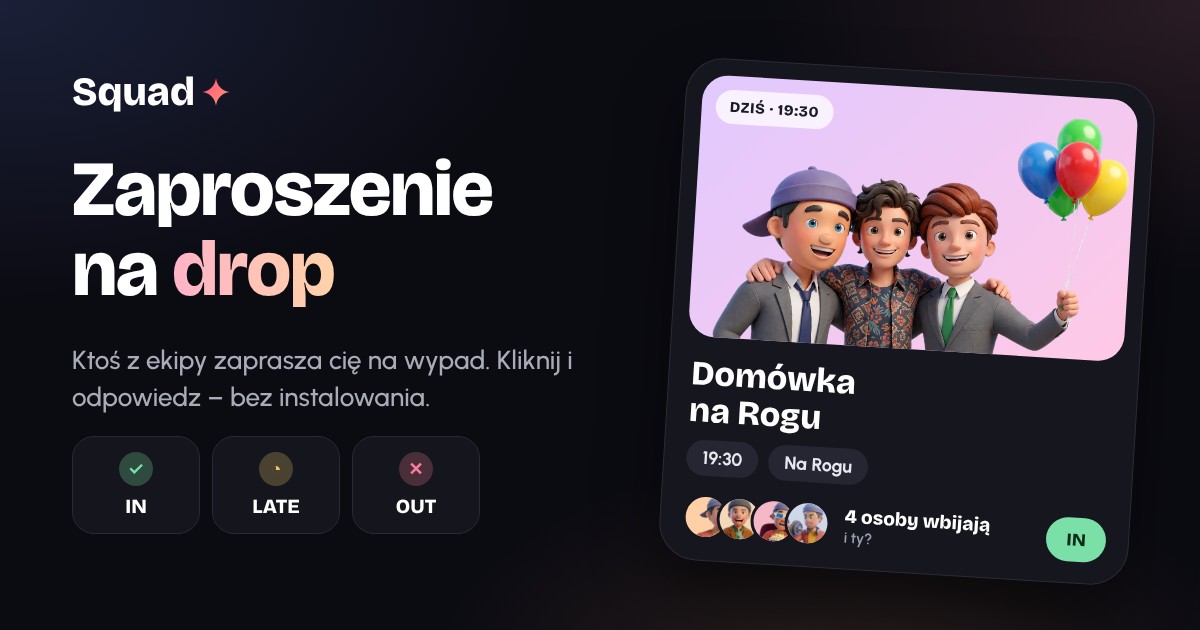 Squad
Zaproszenie
na drop
Ktoś z ekipy zaprasza cię na wypad. Kliknij i
odpowiedz – bez instalowania.
IN
LATE
OUT
DZIŚ · 19:30
Domówka
na Rogu
19:30
Na Rogu
4 osoby wbijają
i ty?
IN